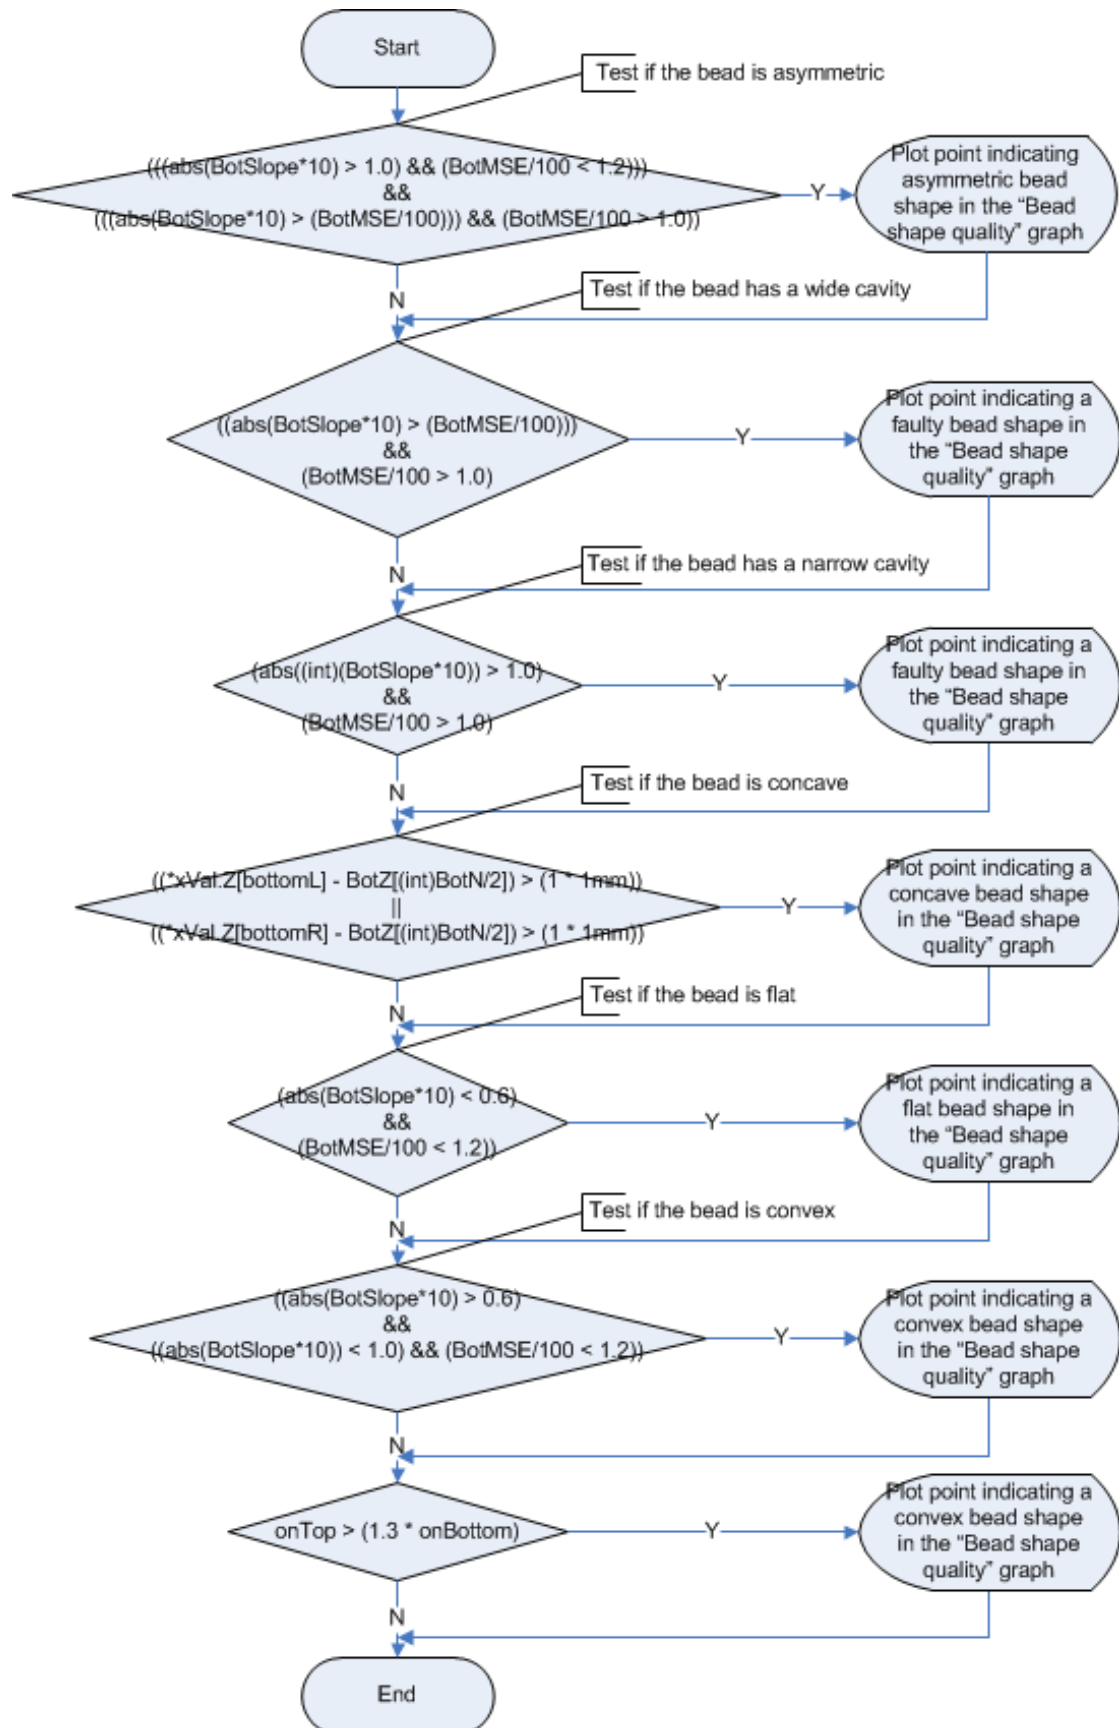 Start
Test if the bead is asymmetric
(((abs(BotSlope*10) > 1.0) && (BotMSE/100 < 1.2)))
&&
(((abs(BotSlope*10) > (BotMSE/100))) && (BotMSE/100 > 1.0))
Y
Plot point indicating
asymmetric bead
shape in the “Bead
shape quality” graph
N
Test if the bead has a wide cavity
((abs(BotSlope*10) > (BotMSE/100)))
&&
(BotMSE/100 > 1.0)
Y
Plot point indicating a
faulty bead shape in
the “Bead shape
quality” graph
N
Test if the bead has a narrow cavity
(abs((int)(BotSlope*10)) > 1.0)
&&
(BotMSE/100 > 1.0)
Y
Plot point indicating a
faulty bead shape in
the “Bead shape
quality” graph
N
Test if the bead is concave
((*xVal.Z[bottomL] - BotZ[(int)BotN/2]) > (1 * 1mm))
||
((*xVal.Z[bottomR] - BotZ[(int)BotN/2]) > (1 * 1mm))
Y
Plot point indicating a
concave bead shape
in the “Bead shape
quality” graph
N
Test if the bead is flat
(abs(BotSlope*10) < 0.6)
&&
(BotMSE/100 < 1.2))
Y
Plot point indicating a
flat bead shape in
the “Bead shape
quality” graph
N
Test if the bead is convex
((abs(BotSlope*10) > 0.6)
&&
((abs(BotSlope*10)) < 1.0) && (BotMSE/100 < 1.2))
Y
Plot point indicating a
convex bead shape
in the “Bead shape
quality” graph
N
onTop > (1.3 * onBottom)
Y
Plot point indicating a
convex bead shape
in the “Bead shape
quality” graph
N
End